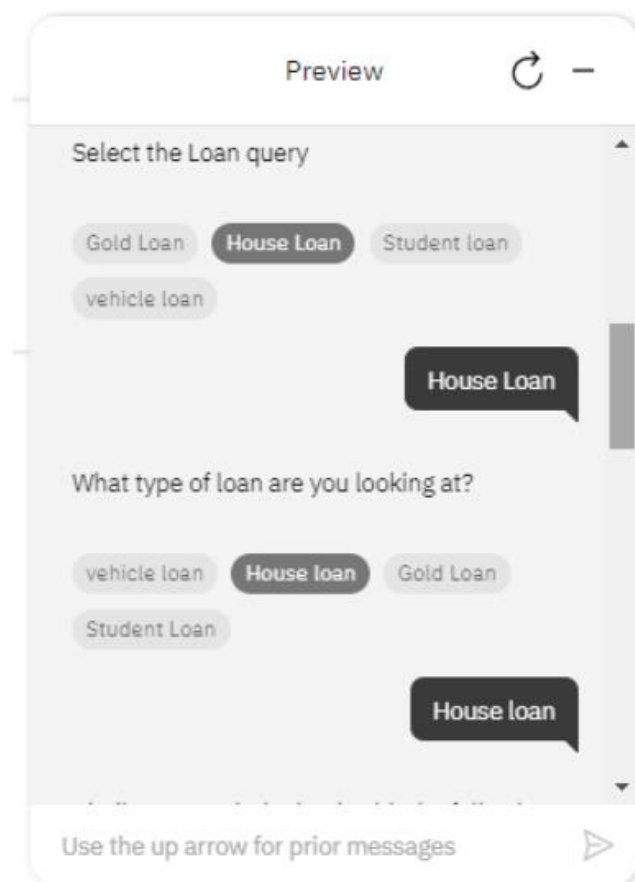 Preview
Select the Loan query
Gold Loan House Loan Student loan
vehicle loan
House Loan
What type of loan are you looking at?
vehicle loan House loan Gold Loan
Student Loan
House loan
Use the up arrow for prior messages